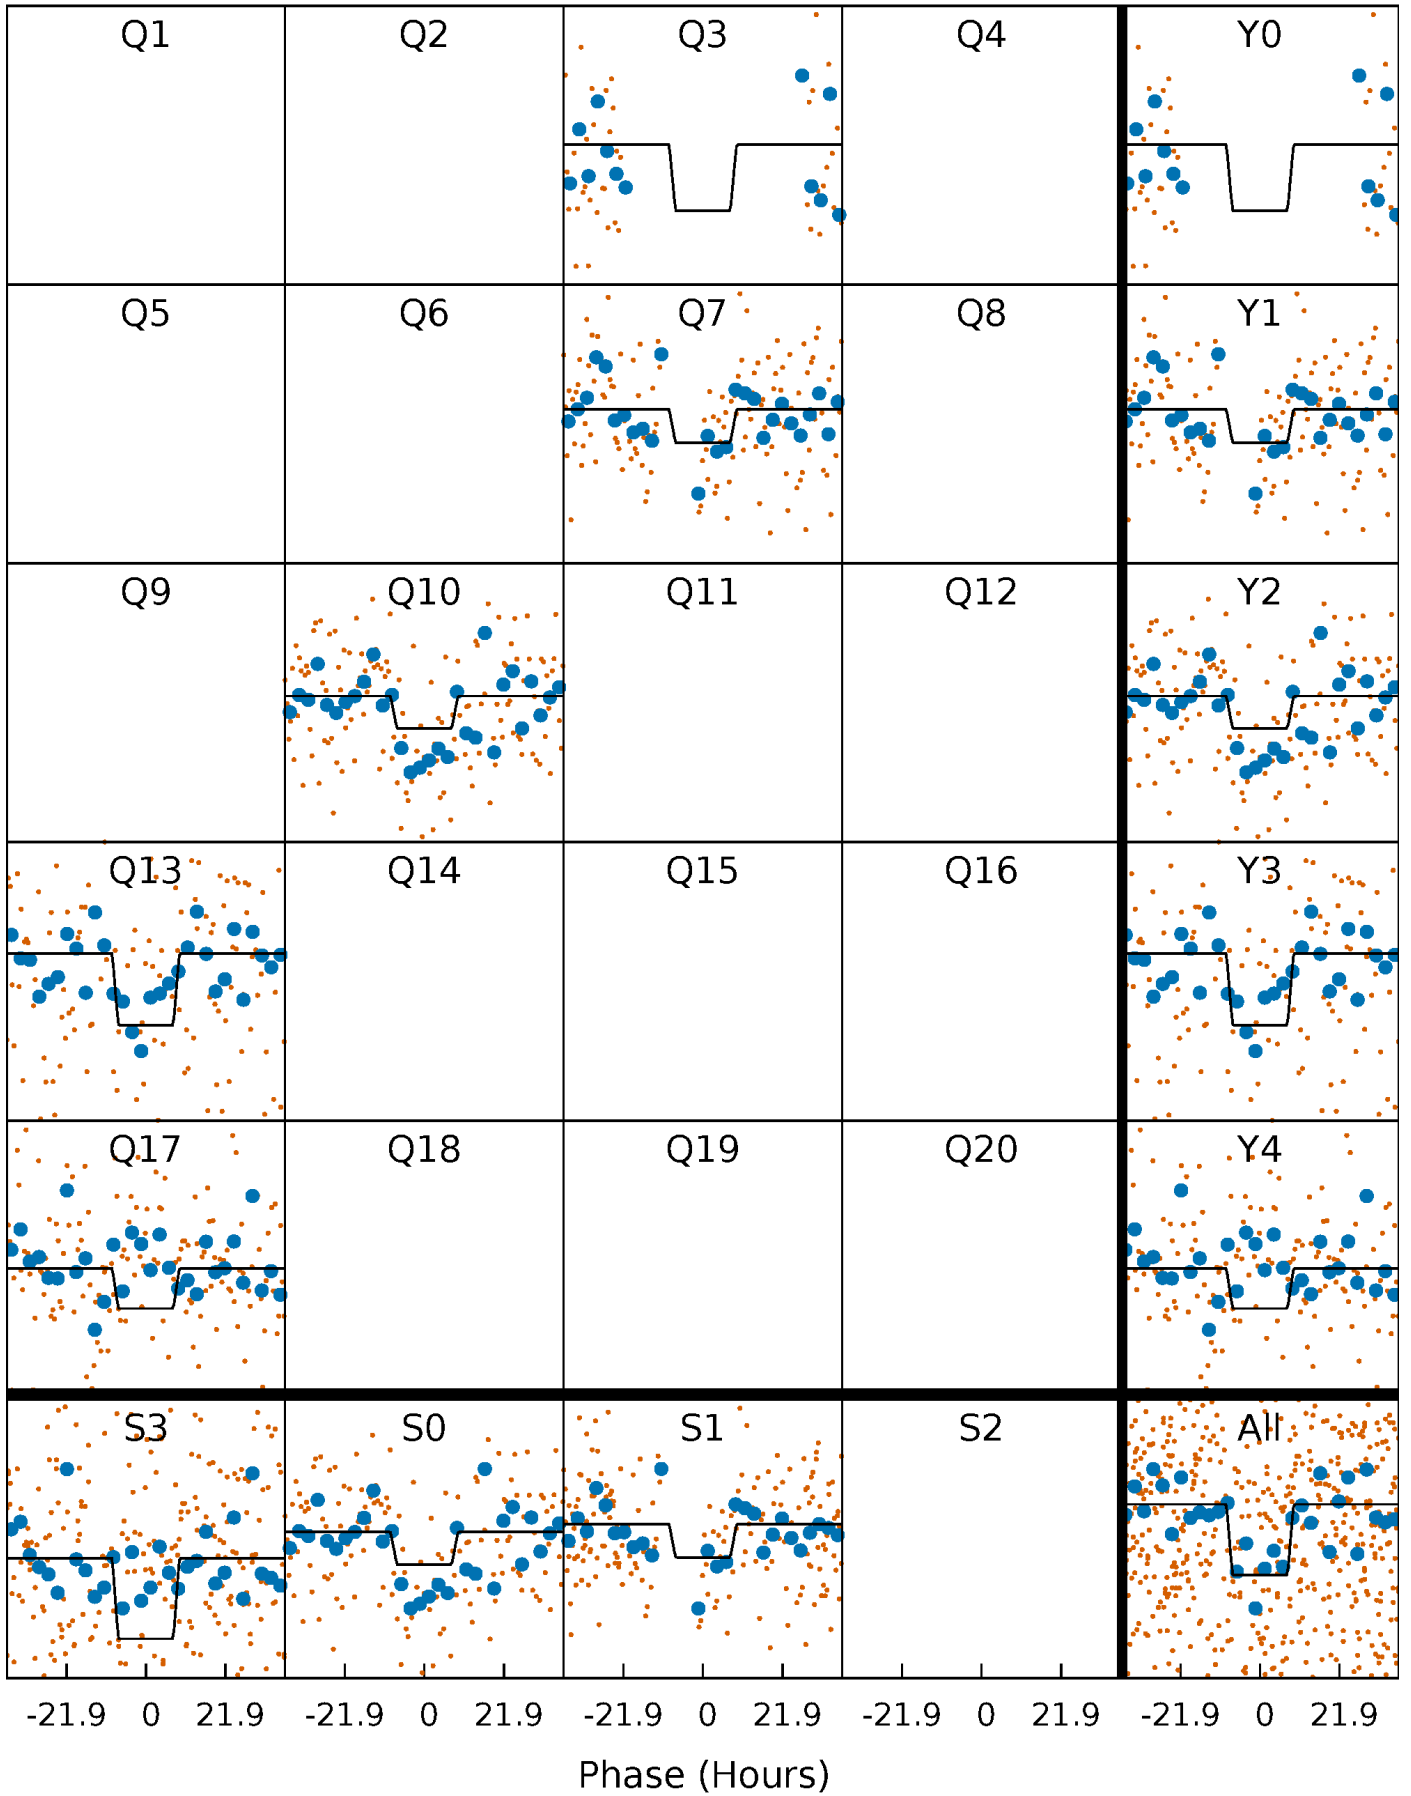 Q1 Q2 Q3 Q4 Y0
Q5 Q6 Q7 Q8 Y1
Q9 Q10 Q11 Q12 Y2
Q13 Q14 Q15 Q16 Y3
Q17 Q18 Q19 Q20 Y4
S3 S0 S1 S2 All
-21.9 0 21.9 -21.9 0 21.9 -21.9 0 21.9 -21.9 0 21.9 -21.9 0 21.9
Phase (Hours)